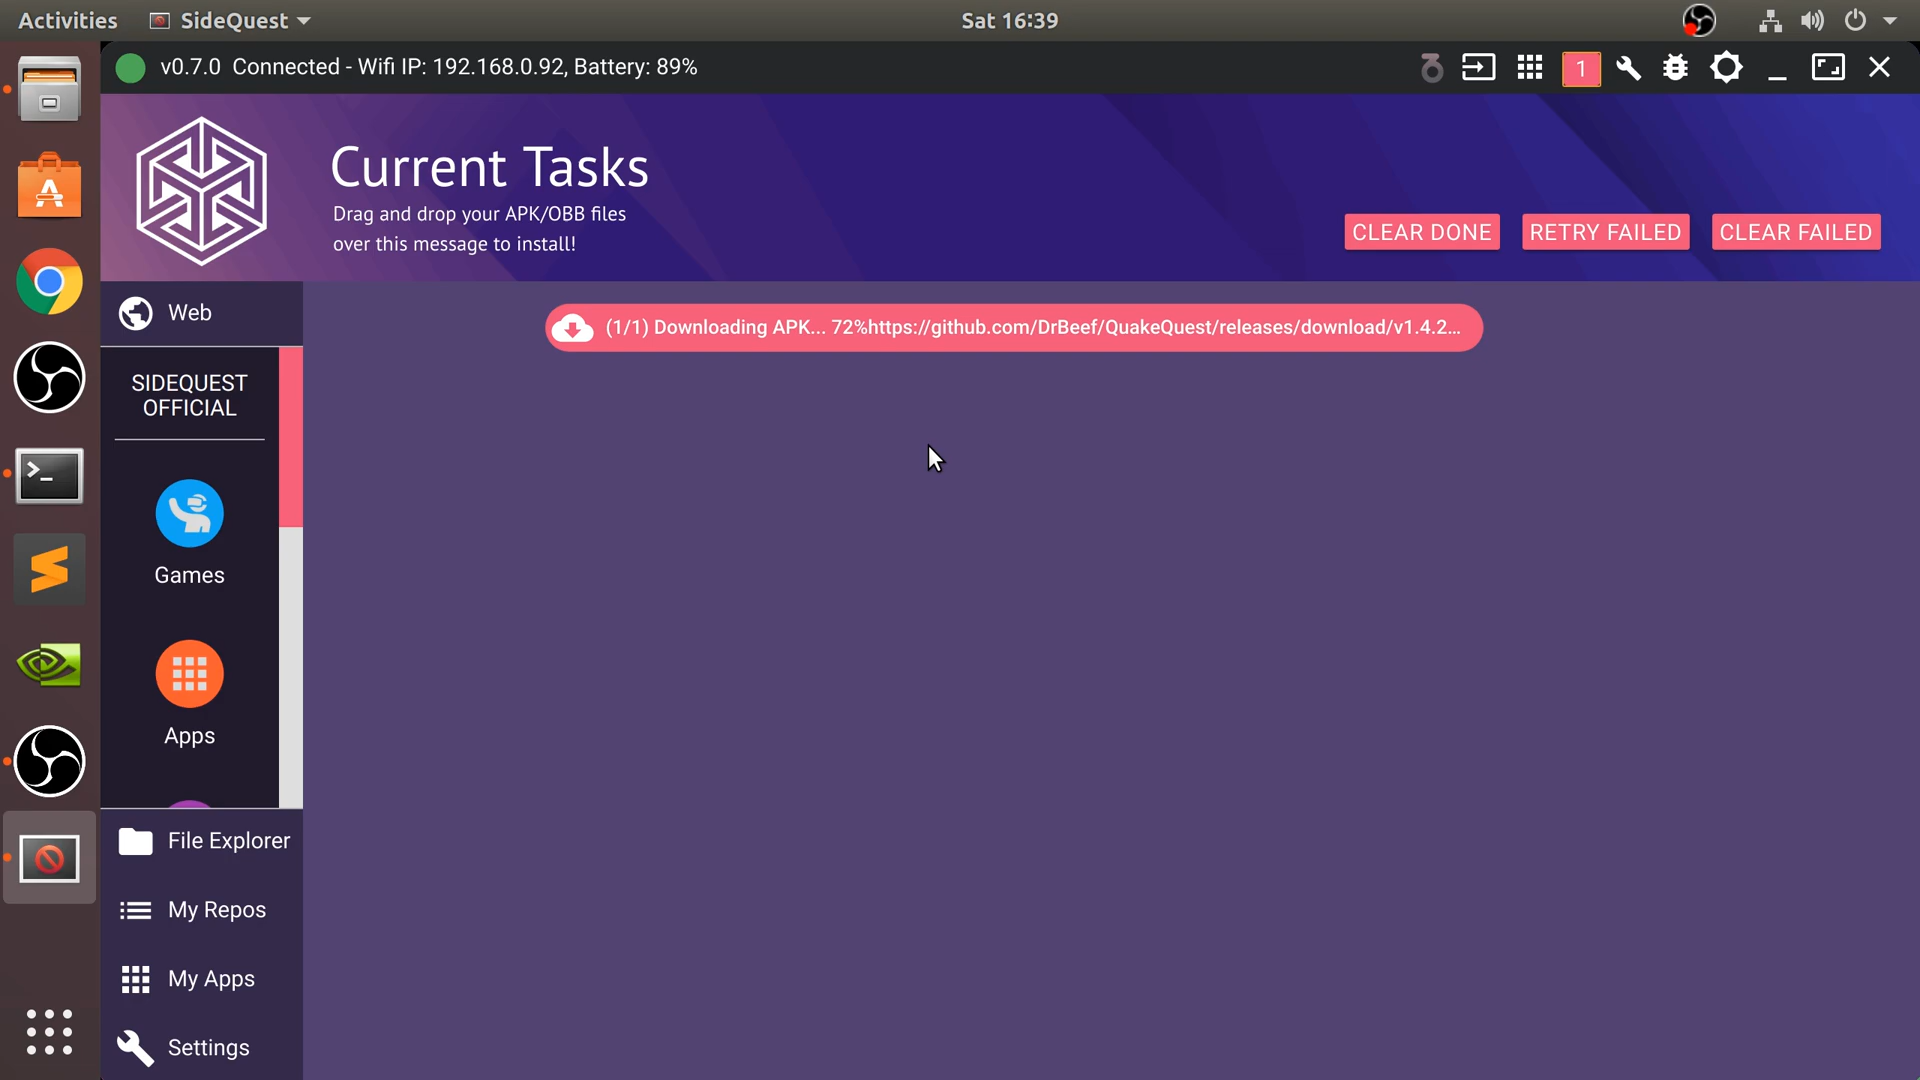 Activities
SideQuest
Sat 16:39
v0.7.0 Connected - Wifi IP: 192.168.0.92, Battery: 89%
1
Current Tasks
Drag and drop your APK/OBB files
over this message to install!
CLEAR DONE
RETRY FAILED
CLEAR FAILED
Web
(1/1) Downloading APK... 72%https://github.com/DrBeef/QuakeQuest/releases/download/v1.4.2...
SIDEQUEST
OFFICIAL
Games
Apps
File Explorer
My Repos
My Apps
Settings